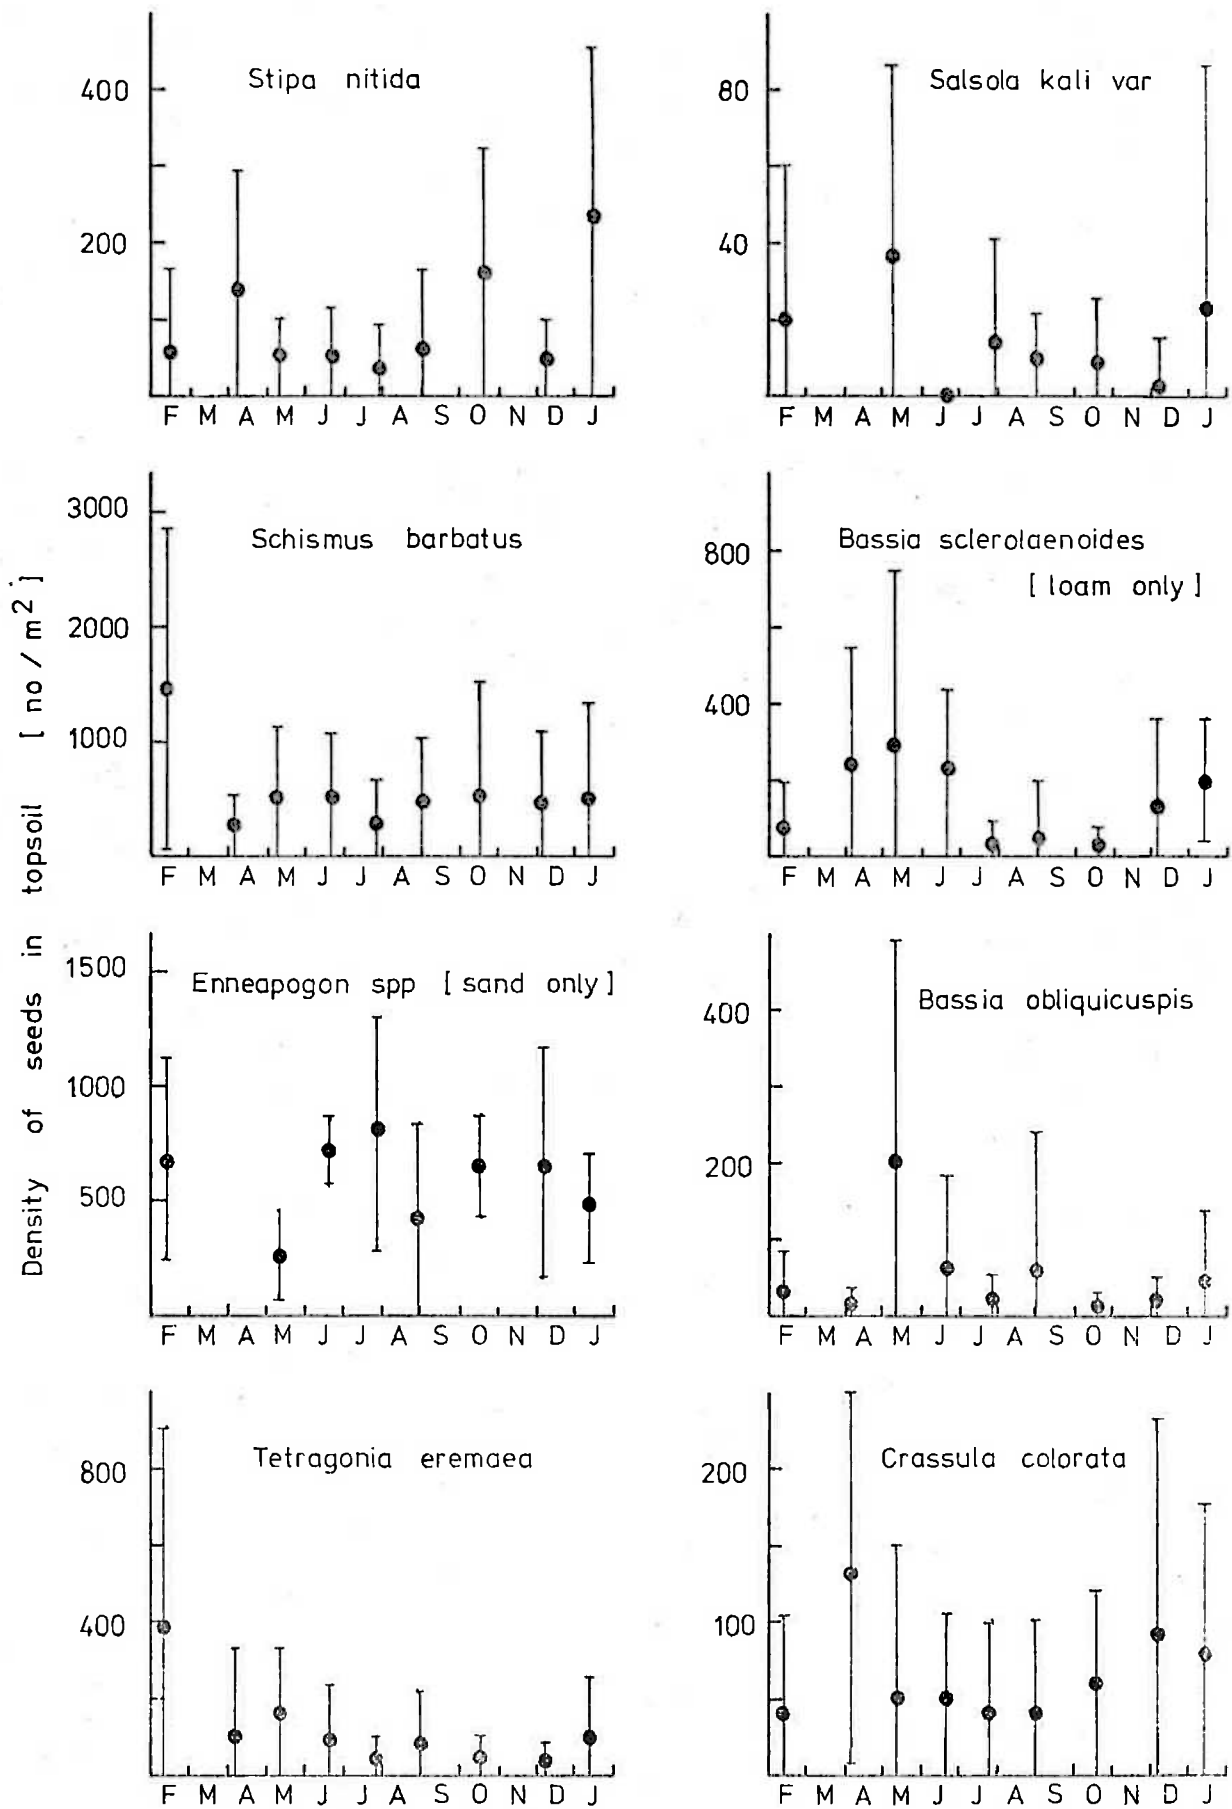 Density of seeds in topsoil [ no / m² ]
Stipa nitida
400
200
F M A M J J A S O N D J
Salsola kali var
80
40
F M A M J J A S O N D J
Schismus barbatus
3000
2000
1000
F M A M J J A S O N D J
Bassia sclerolaenoides
[ loam only ]
800
400
F M A M J J A S O N D J
Enneapogon spp [ sand only ]
1500
1000
500
F M A M J J A S O N D J
Bassia obliquicuspis
400
200
F M A M J J A S O N D J
Tetragonia eremaea
800
400
F M A M J J A S O N D J
Crassula colorata
200
100
F M A M J J A S O N D J